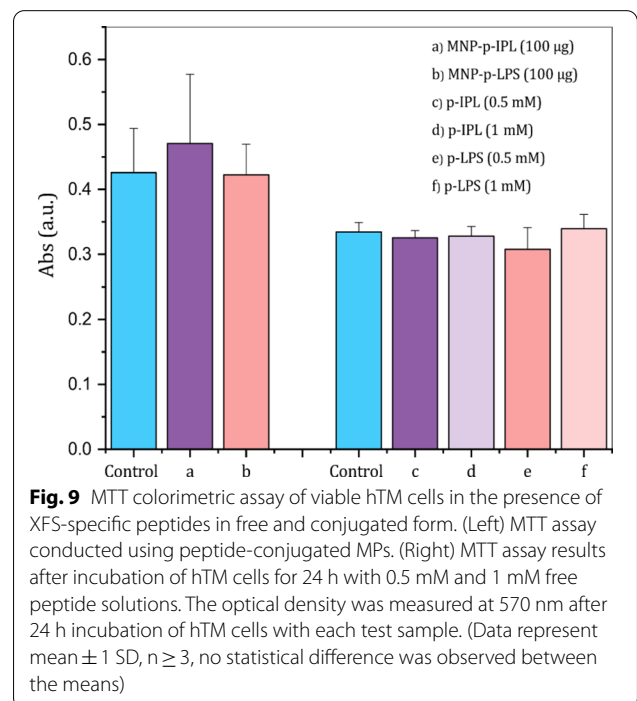 0.6
0.5
0.4
0.3
0.2
0.1
0.0
Abs (a.u.)
a) MNP-p-IPL (100 μg)
b) MNP-p-LPS (100 μg)
c) p-IPL (0.5 mM)
d) p-IPL (1 mM)
e) p-LPS (0.5 mM)
f) p-LPS (1 mM)
Control a b Control c d e f
Fig. 9 MTT colorimetric assay of viable hTM cells in the presence of
XFS-specific peptides in free and conjugated form. (Left) MTT assay
conducted using peptide-conjugated MPs. (Right) MTT assay results
after incubation of hTM cells for 24 h with 0.5 mM and 1 mM free
peptide solutions. The optical density was measured at 570 nm after
24 h incubation of hTM cells with each test sample. (Data represent
mean ± 1 SD, n ≥ 3, no statistical difference was observed between
the means)